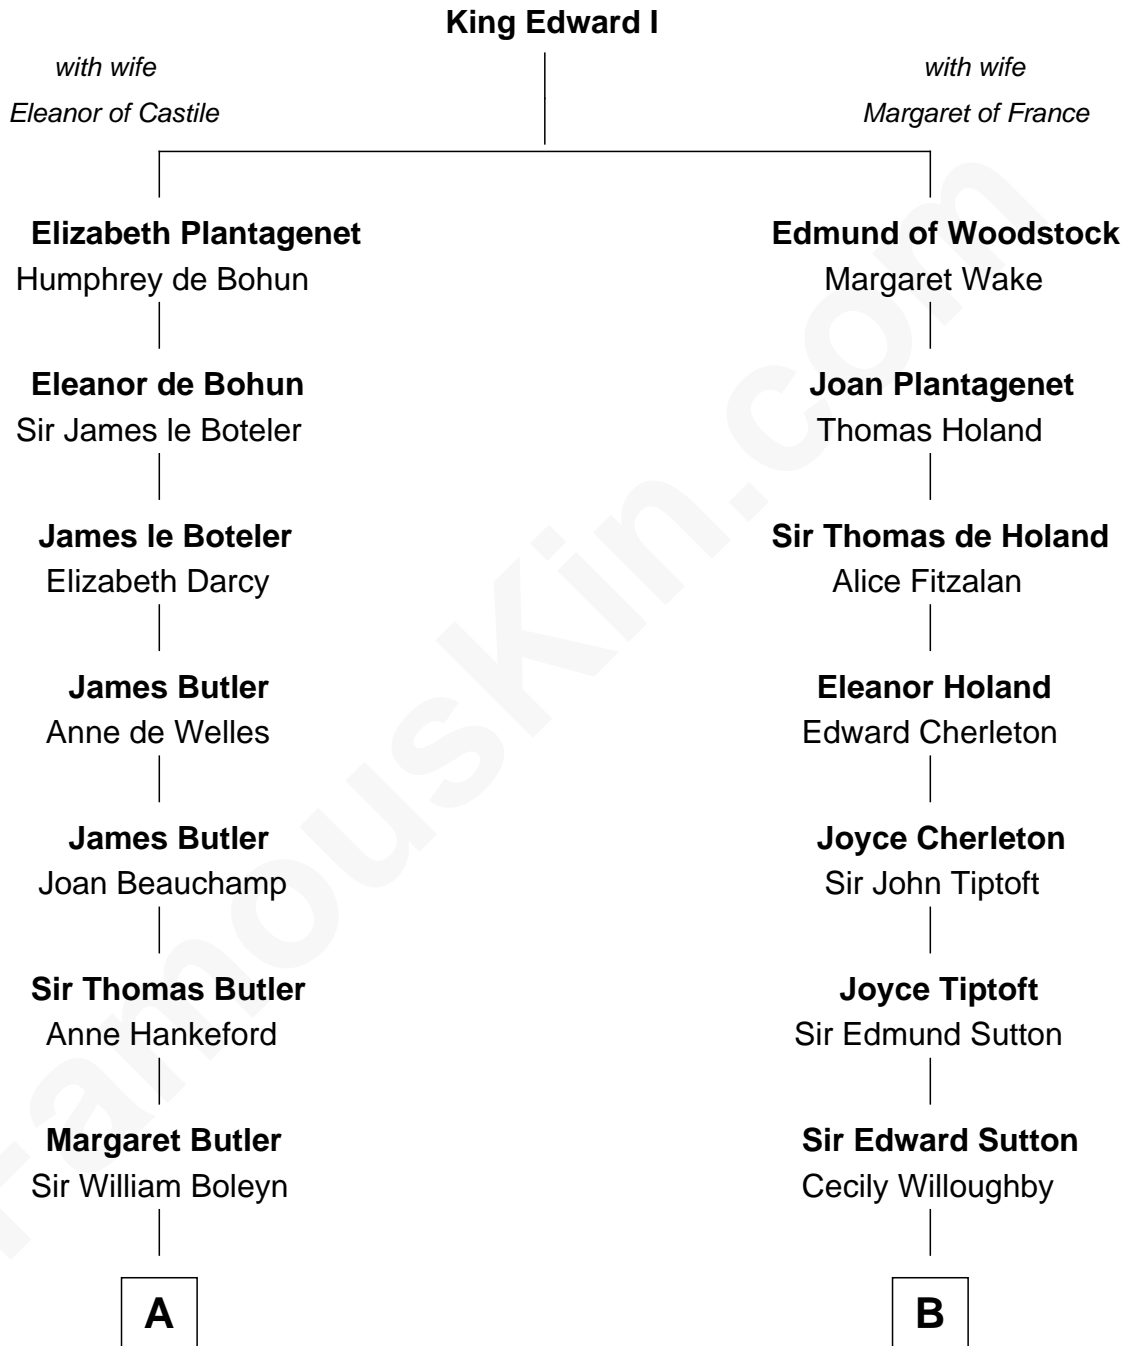 King Edward I
with wife
Eleanor of Castile
with wife
Margaret of France
Elizabeth Plantagenet
Humphrey de Bohun
Edmund of Woodstock
Margaret Wake
Eleanor de Bohun
Sir James le Boteler
Joan Plantagenet
Thomas Holand
James le Boteler
Elizabeth Darcy
Sir Thomas de Holand
Alice Fitzalan
James Butler
Anne de Welles
Eleanor Holand
Edward Cherleton
James Butler
Joan Beauchamp
Joyce Cherleton
Sir John Tiptoft
Sir Thomas Butler
Anne Hankeford
Joyce Tiptoft
Sir Edmund Sutton
Margaret Butler
Sir William Boleyn
Sir Edward Sutton
Cecily Willoughby
A
B
FamousKin.com